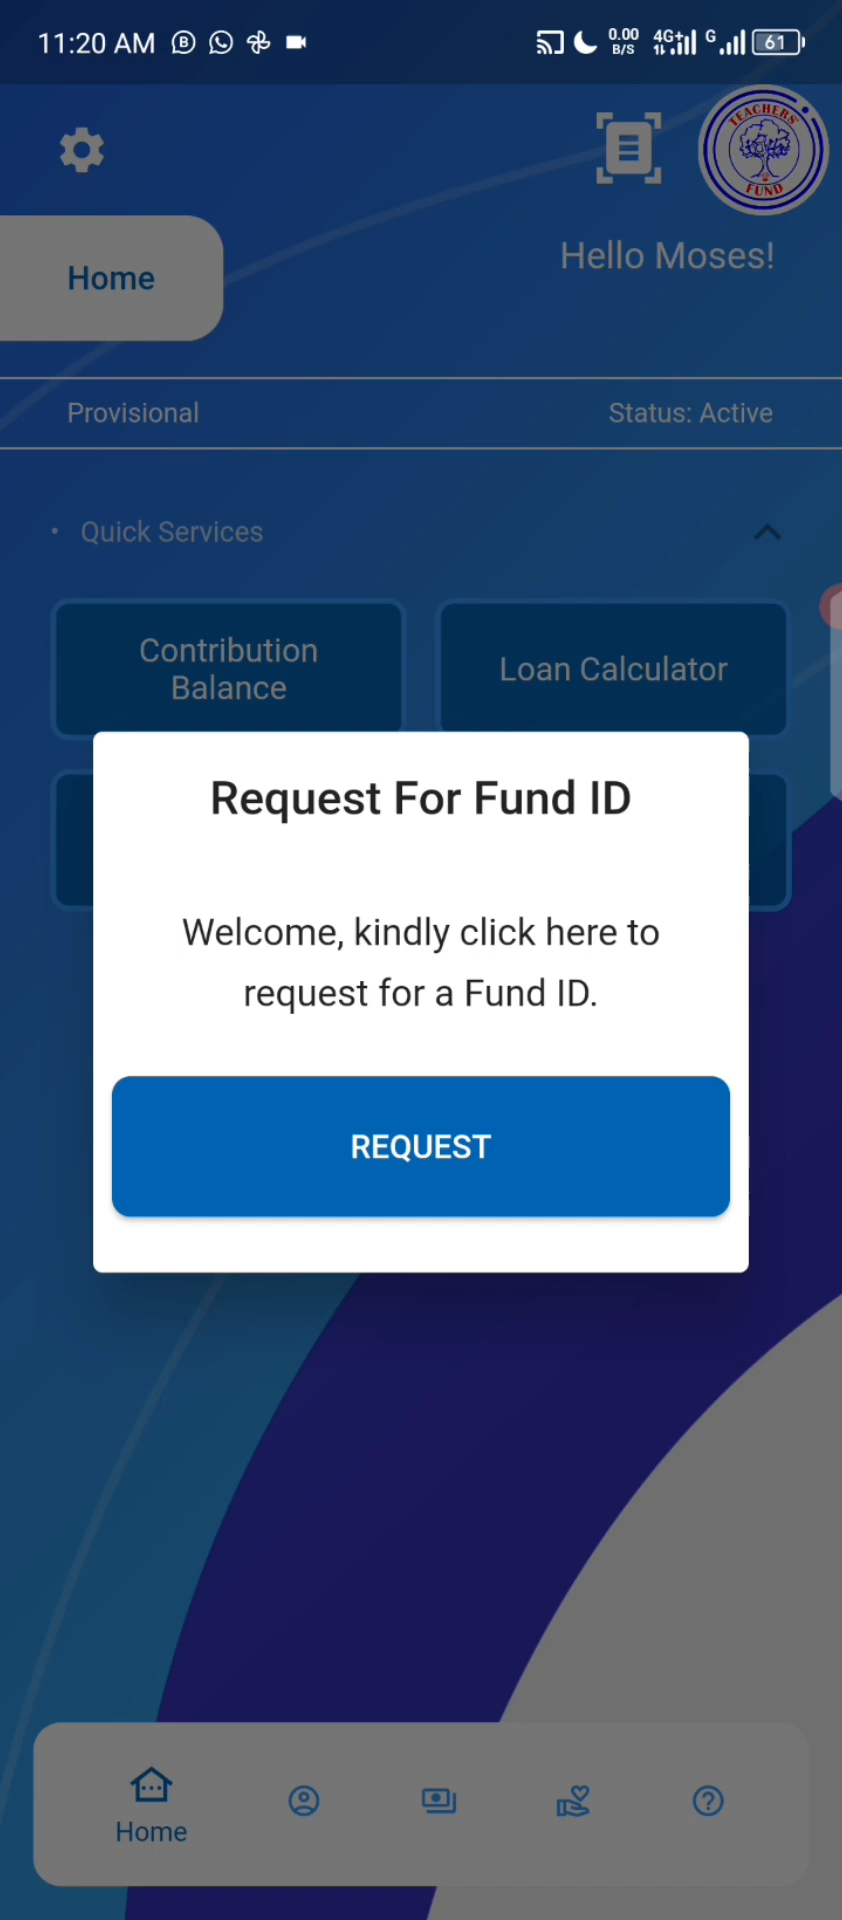 11:20 AM
0.00
B/S
4G+
G
61
TEACHERS'
FUND
Hello Moses!
Home
Provisional
Status: Active
• Quick Services
Contribution
Balance
Loan Calculator
Request For Fund ID
Welcome, kindly click here to
request for a Fund ID.
REQUEST
Home